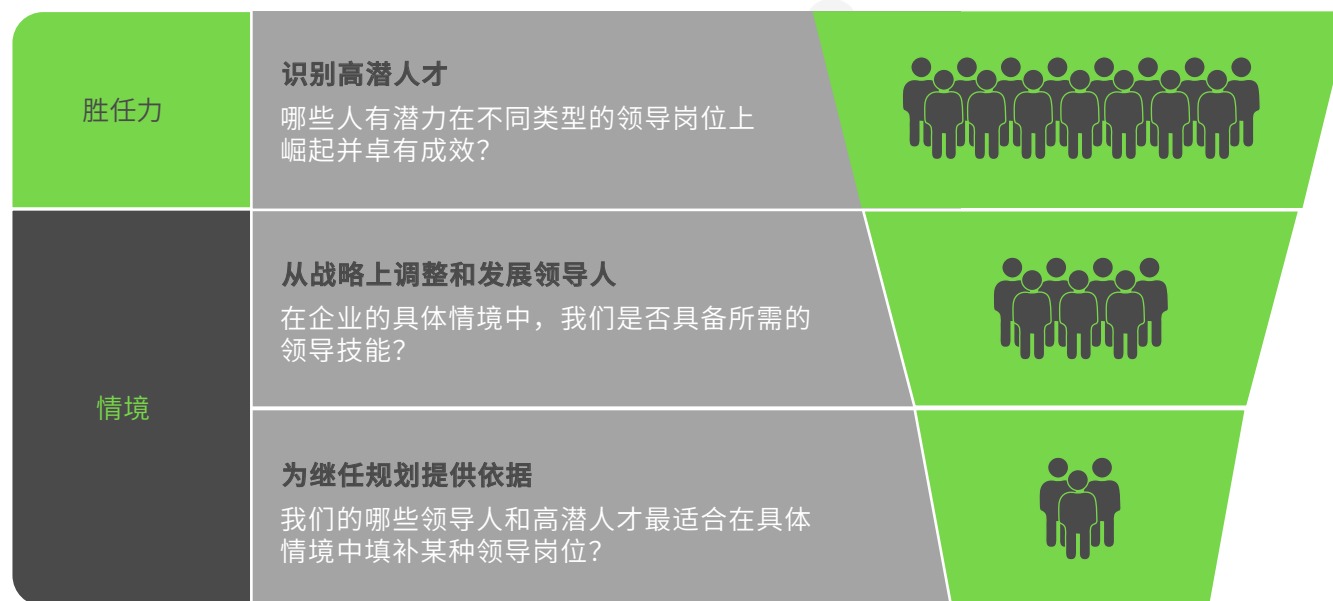 胜任力
识别高潜人才
哪些人有潜力在不同类型的领导岗位上
崛起并卓有成效？
从战略上调整和发展领导人
在企业的具体情境中，我们是否具备所需的
领导技能？
情境
为继任规划提供依据
我们的哪些领导人和高潜人才最适合在具体
情境中填补某种领导岗位？